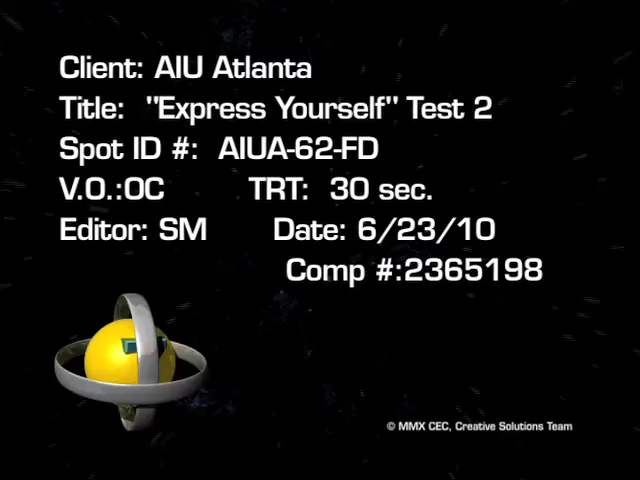 Client: AIU Atlanta
Title: "Express Yourself" Test 2
Spot ID #: AIUA-62-FD
V.O.:OC TRT: 30 sec.
Editor: SM Date: 6/23/10
Comp #:2365198
© MMX CEC, Creative Solutions Team